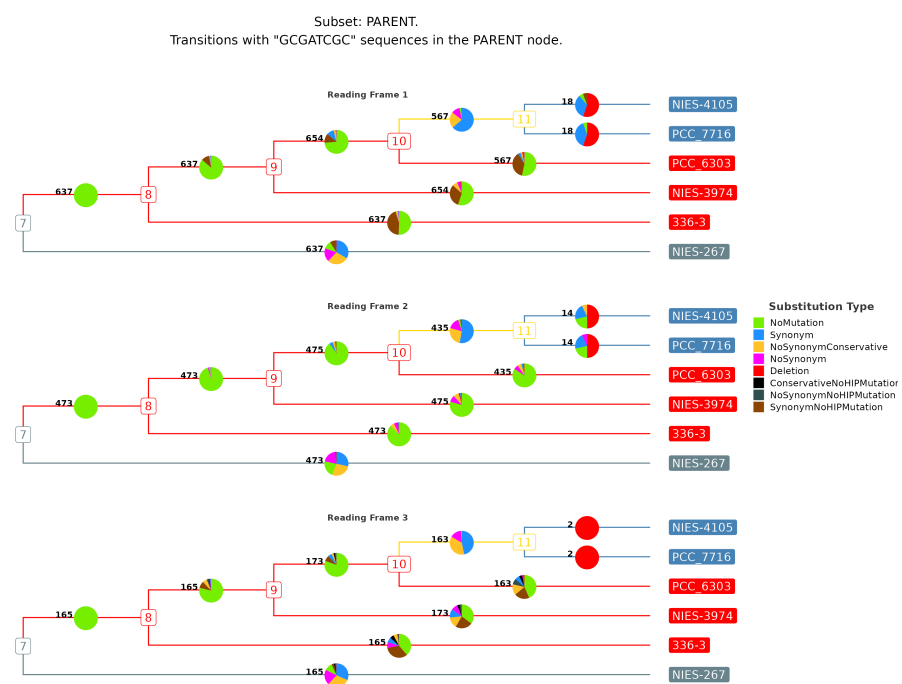 Subset: PARENT.
Transitions with "GCGATCGC" sequences in the PARENT node.
Reading Frame 1
567
18
NIES-4105
11
18
PCC_7716
654
10
567
PCC_6303
637
9
654
NIES-3974
637
8
637
336-3
7
637
NIES-267
Reading Frame 2
435
14
NIES-4105
11
14
PCC_7716
475
10
435
PCC_6303
473
9
475
NIES-3974
473
8
473
336-3
7
473
NIES-267
Substitution Type
NoMutation
Synonym
NoSynonymConservative
NoSynonym
Deletion
ConservativeNoHIPMutation
NoSynonymNoHIPMutation
SynonymNoHIPMutation
Reading Frame 3
163
2
NIES-4105
11
2
PCC_7716
173
10
163
PCC_6303
165
9
173
NIES-3974
165
8
165
336-3
7
165
NIES-267